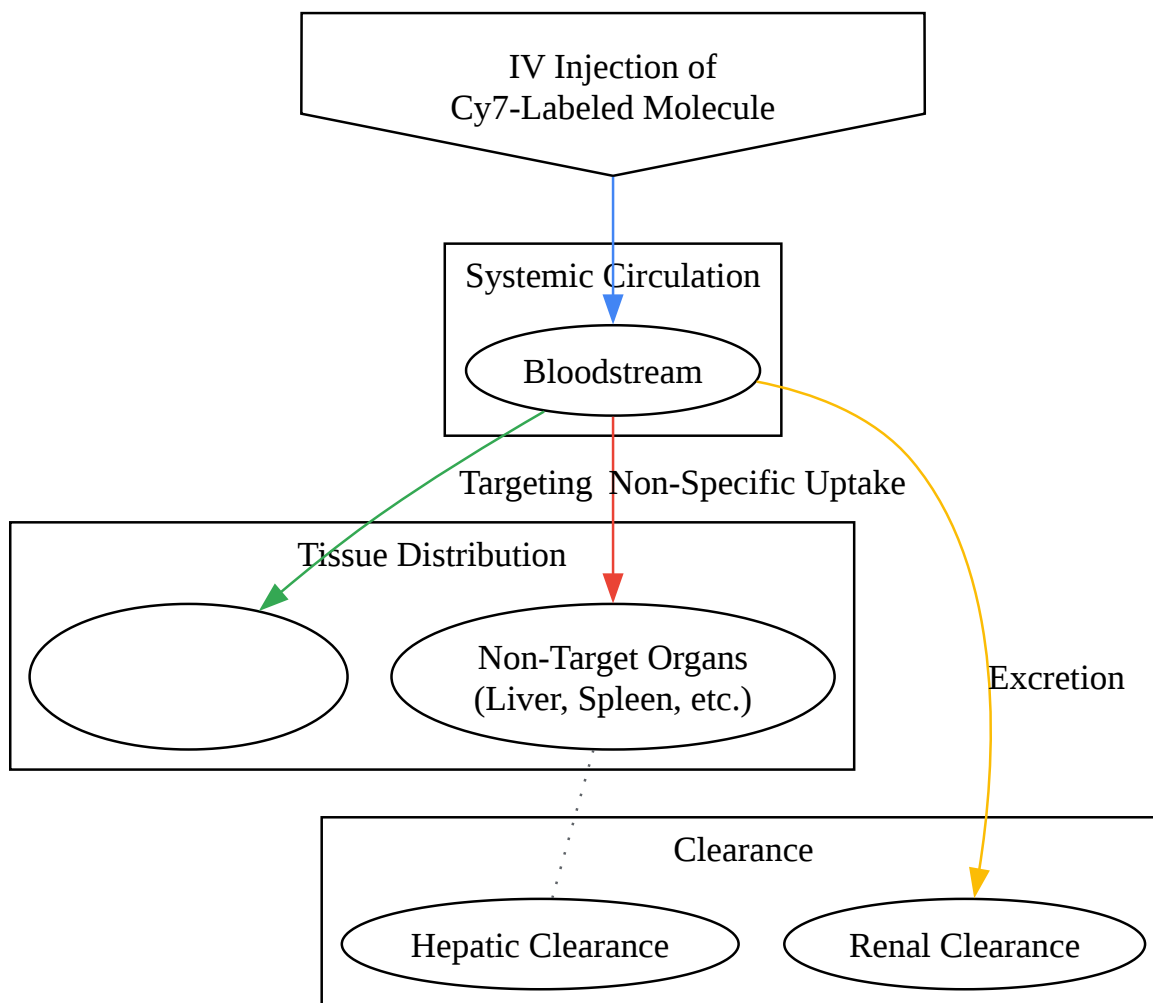 IV Injection of
Cy7-Labeled Molecule
Systemic Circulation
Bloodstream
Targeting
Non-Specific Uptake
Tissue Distribution
Non-Target Organs
(Liver, Spleen, etc.)
Excretion
Clearance
Hepatic Clearance
Renal Clearance